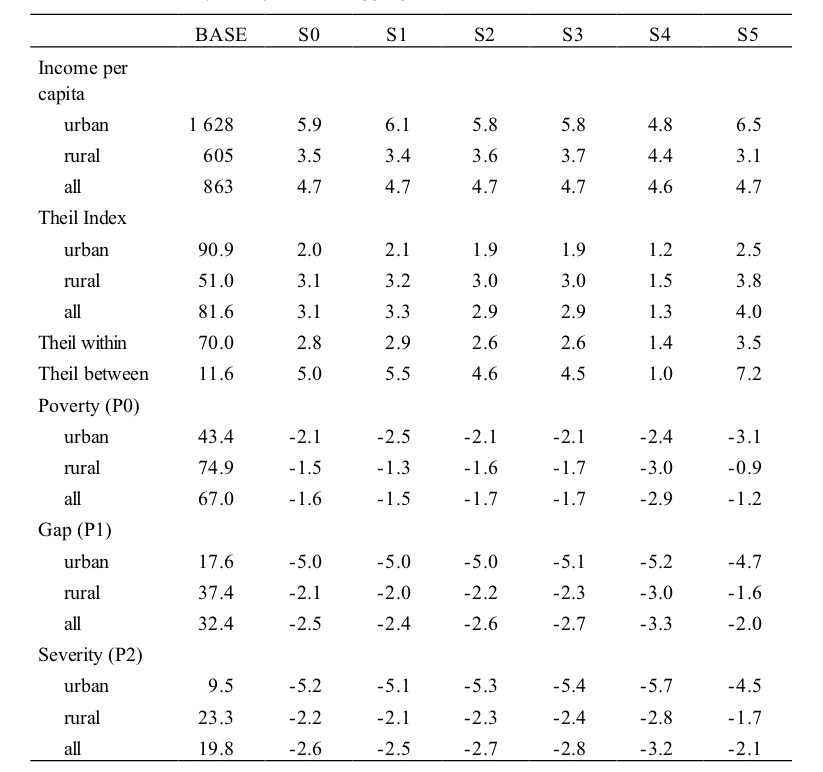 BASE S0 S1 S2 S3 S4 S5
Income per
capita
urban 1 628 5.9 6.1 5.8 5.8 4.8 6.5
rural 605 3.5 3.4 3.6 3.7 4.4 3.1
all 863 4.7 4.7 4.7 4.7 4.6 4.7
Theil Index
urban 90.9 2.0 2.1 1.9 1.9 1.2 2.5
rural 51.0 3.1 3.2 3.0 3.0 1.5 3.8
all 81.6 3.1 3.3 2.9 2.9 1.3 4.0
Theil within 70.0 2.8 2.9 2.6 2.6 1.4 3.5
Theil between 11.6 5.0 5.5 4.6 4.5 1.0 7.2
Poverty (P0)
urban 43.4 -2.1 -2.5 -2.1 -2.1 -2.4 -3.1
rural 74.9 -1.5 -1.3 -1.6 -1.7 -3.0 -0.9
all 67.0 -1.6 -1.5 -1.7 -1.7 -2.9 -1.2
Gap (P1)
urban 17.6 -5.0 -5.0 -5.0 -5.1 -5.2 -4.7
rural 37.4 -2.1 -2.0 -2.2 -2.3 -3.0 -1.6
all 32.4 -2.5 -2.4 -2.6 -2.7 -3.3 -2.0
Severity (P2)
urban 9.5 -5.2 -5.1 -5.3 -5.4 -5.7 -4.5
rural 23.3 -2.2 -2.1 -2.3 -2.4 -2.8 -1.7
all 19.8 -2.6 -2.5 -2.7 -2.8 -3.2 -2.1